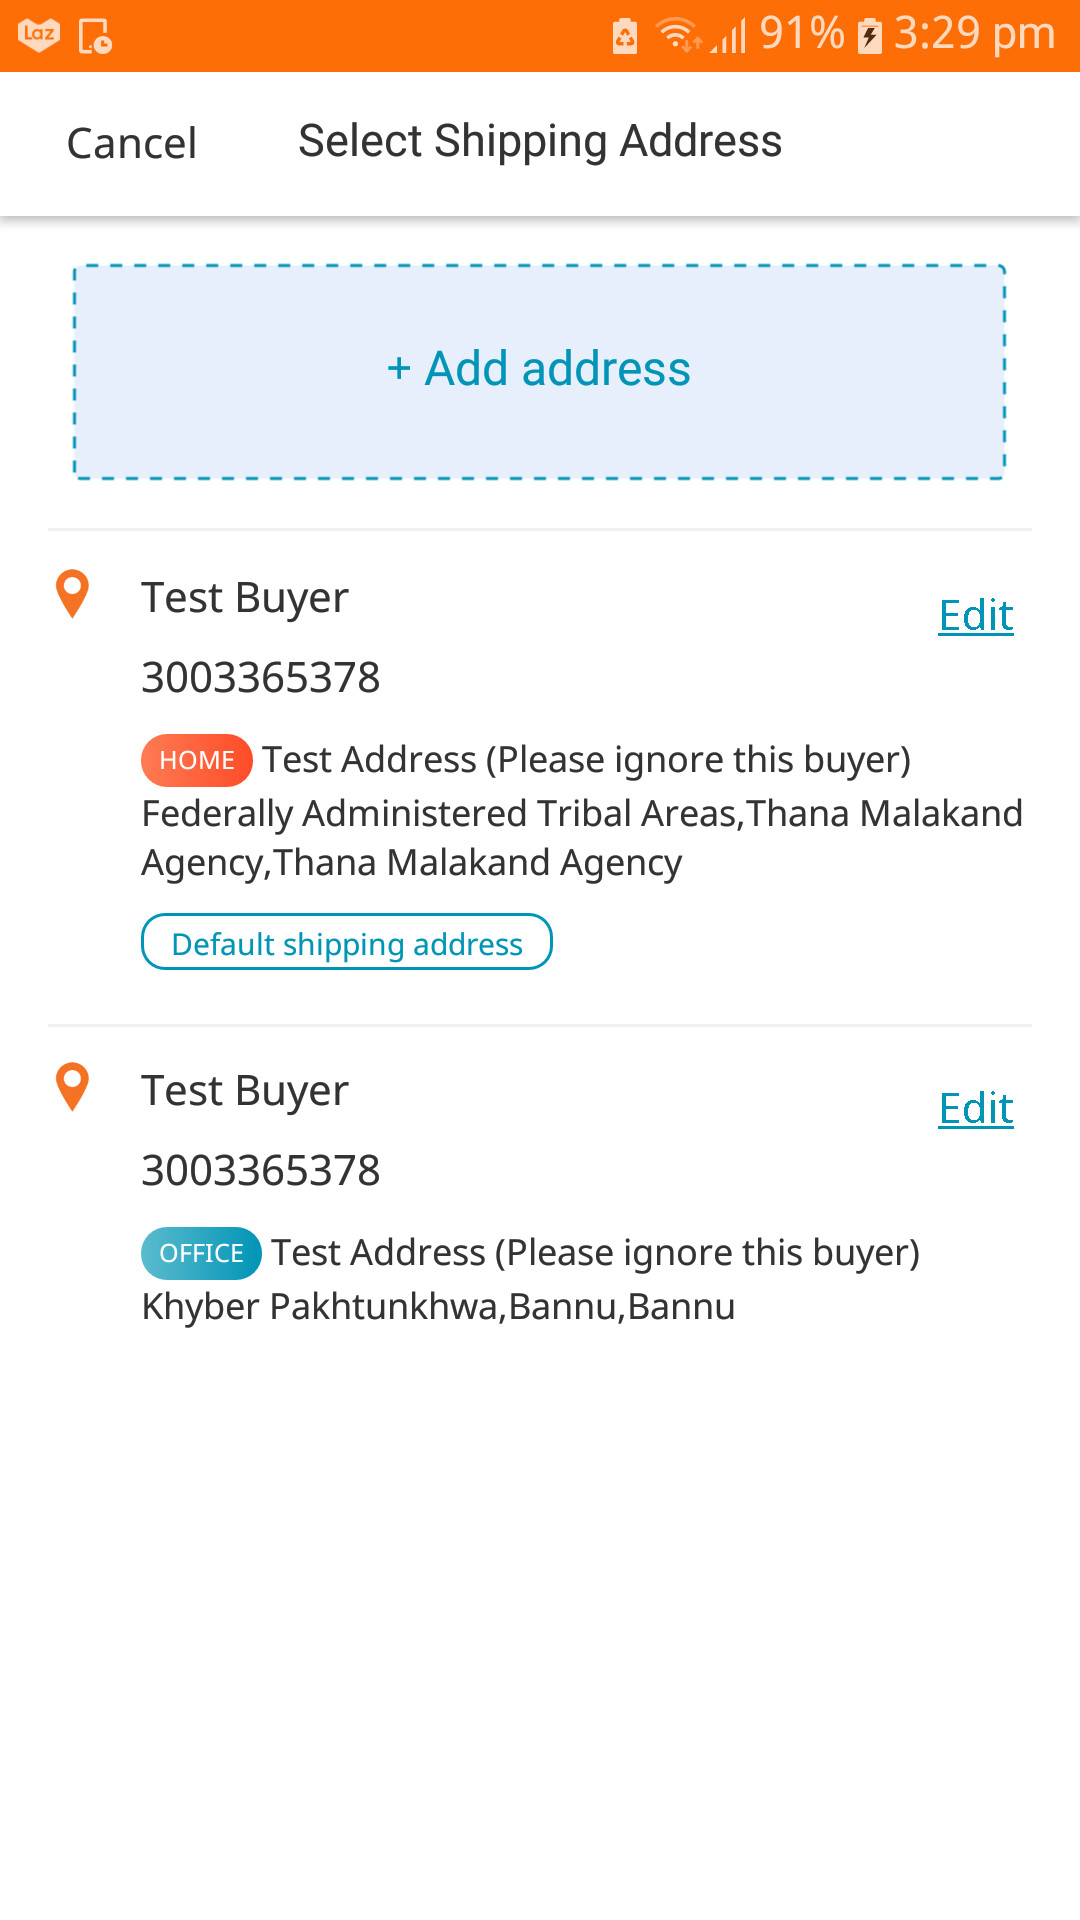 Laz 91% 3:29 pm
Cancel Select Shipping Address
+ Add address
Test Buyer
Edit
3003365378
HOME Test Address (Please ignore this buyer)
Federally Administered Tribal Areas,Thana Malakand
Agency,Thana Malakand Agency
Default shipping address
Test Buyer
Edit
3003365378
OFFICE Test Address (Please ignore this buyer)
Khyber Pakhtunkhwa,Bannu,Bannu